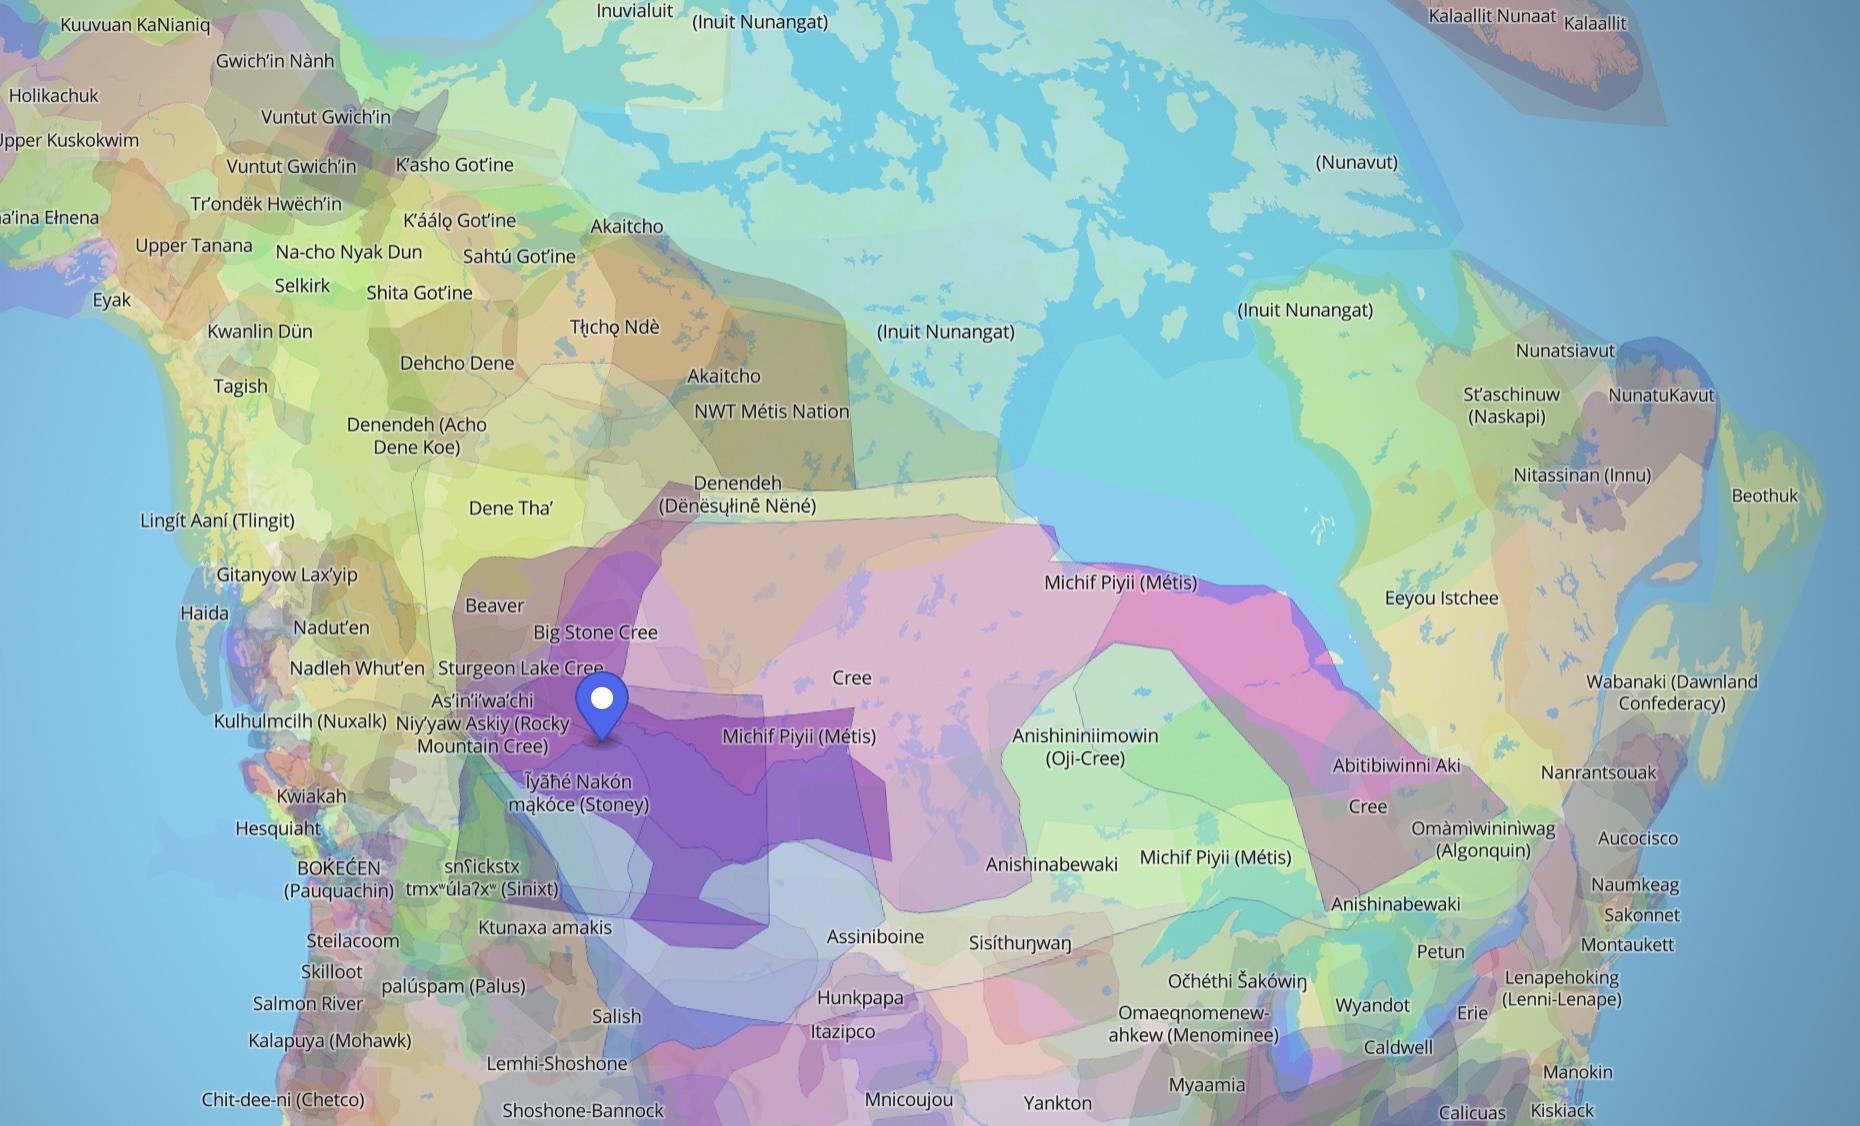 Kuuvuan KaNianiq
Inuvialuit
(Inuit Nunangat)
Kalaallit Nunaat
Kalaallit
Gwich’in Nành
Holikachuk
Vuntut Gwich’in
Upper Kuskokwim
Vuntut Gwich’in
K’asho Got’ine
(Nunavut)
Tr’ondëk Hwëch’in
na’ina Ełnena
K’áálǫ Got’ine
Akaitcho
Upper Tanana
Na-cho Nyak Dun
Sahtú Got’ine
Selkirk
Shita Got’ine
Eyak
(Inuit Nunangat)
Kwanlin Dün
Tłı̨chǫ Ndè
(Inuit Nunangat)
Nunatsiavut
Dehcho Dene
Akaitcho
Tagish
St’aschinuw
(Naskapi)
NunatuKavut
NWT Métis Nation
Denendeh (Acho
Dene Koe)
Nitassinan (Innu)
Denendeh
(Dënësųłinë́ Nëné)
Beothuk
Dene Tha’
Lingít Aaní (Tlingit)
Gitanyow Lax’yip
Michif Piyii (Métis)
Eeyou Istchee
Haida
Beaver
Nadut’en
Big Stone Cree
Nadleh Whut’en
Sturgeon Lake Cree
Cree
Wabanaki (Dawnland
Confederacy)
As’in’i’wa’chi
Niy’yaw Askiy (Rocky
Mountain Cree)
Kulhulmcilh (Nuxalk)
Michif Piyii (Métis)
Anishininiimowin
(Oji-Cree)
Abitibiwinni Aki
Nanrantsouak
Ĩyãħé Nakón
mąkóce (Stoney)
Kwiakah
Cree
Hesquiaht
Omàmìwininìwag
(Algonquin)
Aucocisco
BOḰEĆEN
(Pauquachin)
snʕickstx
tmxʷúlaʔxʷ (Sinixt)
Anishinabewaki
Michif Piyii (Métis)
Naumkeag
Anishinabewaki
Sakonnet
Ktunaxa amakis
Steilacoom
Assiniboine
Sisíthuŋwaŋ
Petun
Montaukett
Skilloot
palúspam (Palus)
Očhéthi Šakówiŋ
Lenapehoking
(Lenni-Lenape)
Salmon River
Hunkpapa
Wyandot
Erie
Salish
Itazipco
Omaeqnomenew-
ahkew (Menominee)
Kalapuya (Mohawk)
Caldwell
Lemhi-Shoshone
Manokin
Myaamia
Chit-dee-ni (Chetco)
Shoshone-Bannock
Mnicoujou
Yankton
Calicuas
Kiskiack